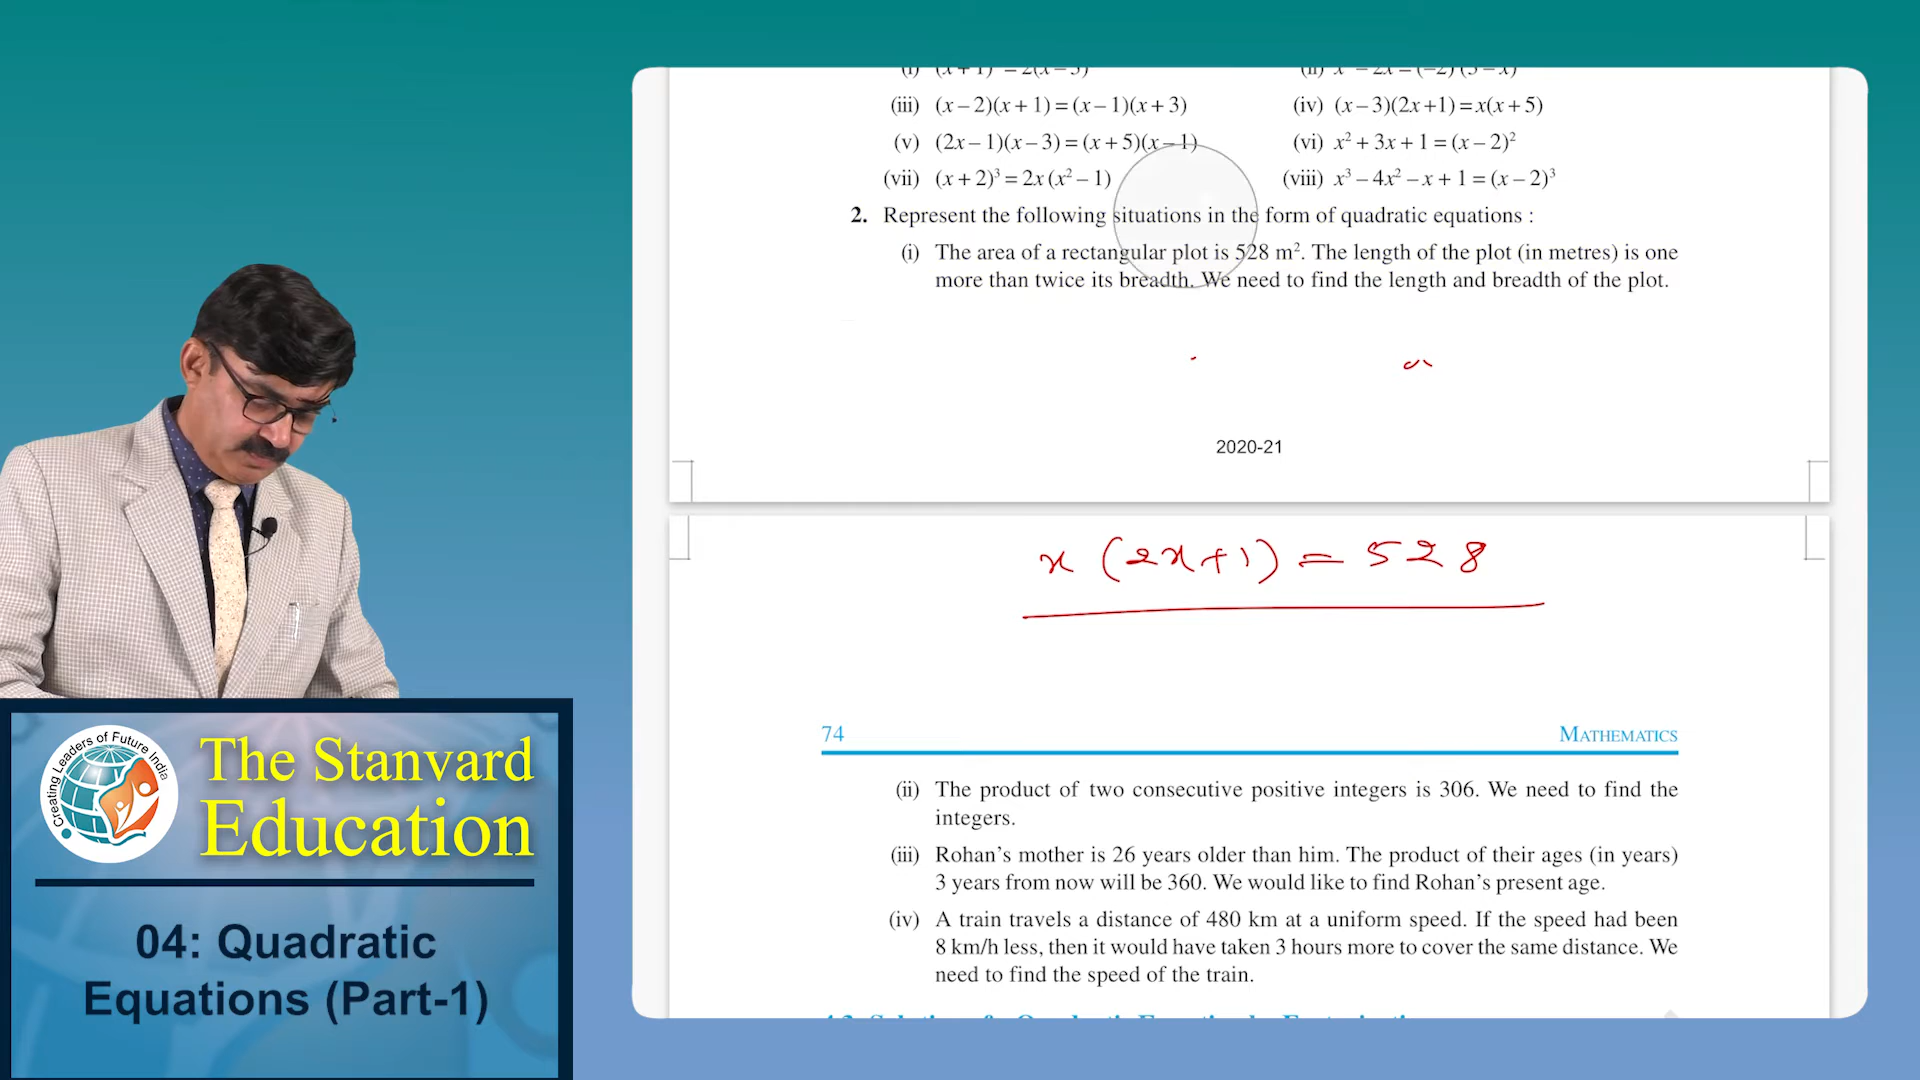 (iii) (x – 2)(x + 1) = (x – 1)(x + 3) (iv) (x – 3)(2x +1) = x(x + 5)
(v) (2x – 1)(x – 3) = (x + 5)(x – 1) (vi) x² + 3x + 1 = (x – 2)²
(vii) (x + 2)³ = 2x (x² – 1) (viii) x³ – 4x² – x + 1 = (x – 2)³
2. Represent the following situations in the form of quadratic equations :
(i) The area of a rectangular plot is 528 m². The length of the plot (in metres) is one
more than twice its breadth. We need to find the length and breadth of the plot.
2020-21
x (2x+1) = 528
74 MATHEMATICS
(ii) The product of two consecutive positive integers is 306. We need to find the
integers.
(iii) Rohan's mother is 26 years older than him. The product of their ages (in years)
3 years from now will be 360. We would like to find Rohan's present age.
(iv) A train travels a distance of 480 km at a uniform speed. If the speed had been
8 km/h less, then it would have taken 3 hours more to cover the same distance. We
need to find the speed of the train.
Creating Leaders of Future India
The Stanvard
Education
04: Quadratic
Equations (Part-1)